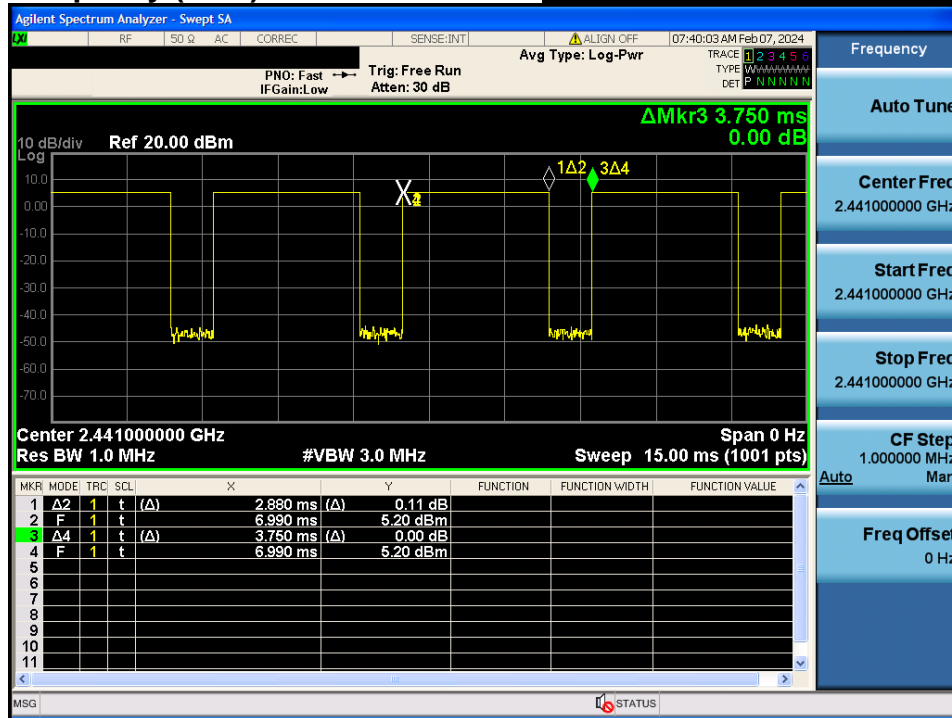 Agilent Spectrum Analyzer - Swept SA
LXI RF 50 Ω AC CORREC SENSE:INT ALIGN OFF 07:40:03 AM Feb 07, 2024
Avg Type: Log-Pwr TRACE 1 2 3 4 5 6
PNO: Fast Trig: Free Run TYPE WWWWWW
IFGain:Low Atten: 30 dB DET P N N N N N
ΔMkr3 3.750 ms
0.00 dB
10 dB/div Ref 20.00 dBm
Log
1Δ2 3Δ4
10.0
0.00
-10.0
-20.0
-30.0
-40.0
-50.0
-60.0
-70.0
Center 2.441000000 GHz Span 0 Hz
Res BW 1.0 MHz #VBW 3.0 MHz Sweep 15.00 ms (1001 pts)
MKR MODE TRC SCL X Y FUNCTION FUNCTION WIDTH FUNCTION VALUE
1 Δ2 1 t (Δ) 2.880 ms (Δ) 0.11 dB
2 F 1 t 6.990 ms 5.20 dBm
3 Δ4 1 t (Δ) 3.750 ms (Δ) 0.00 dB
4 F 1 t 6.990 ms 5.20 dBm
5
6
7
8
9
10
11
MSG STATUS
Frequency
Auto Tune
Center Freq
2.441000000 GHz
Start Freq
2.441000000 GHz
Stop Freq
2.441000000 GHz
CF Step
1.000000 MHz
Auto Man
Freq Offset
0 Hz